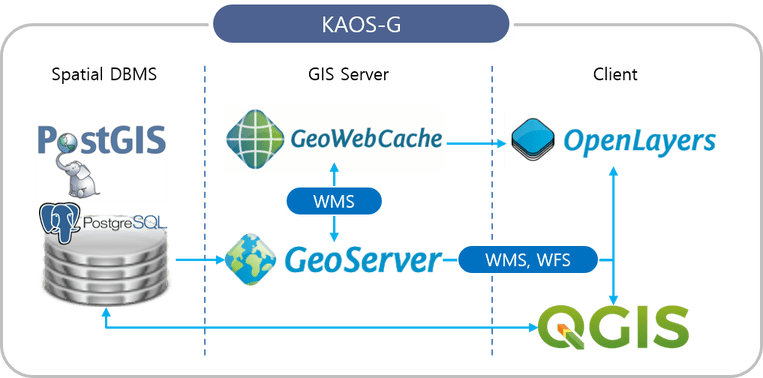 KAOS-G
Spatial DBMS
GIS Server
Client
PostGIS
PostgreSQL
GeoWebCache
OpenLayers
WMS
GeoServer
WMS, WFS
QGIS